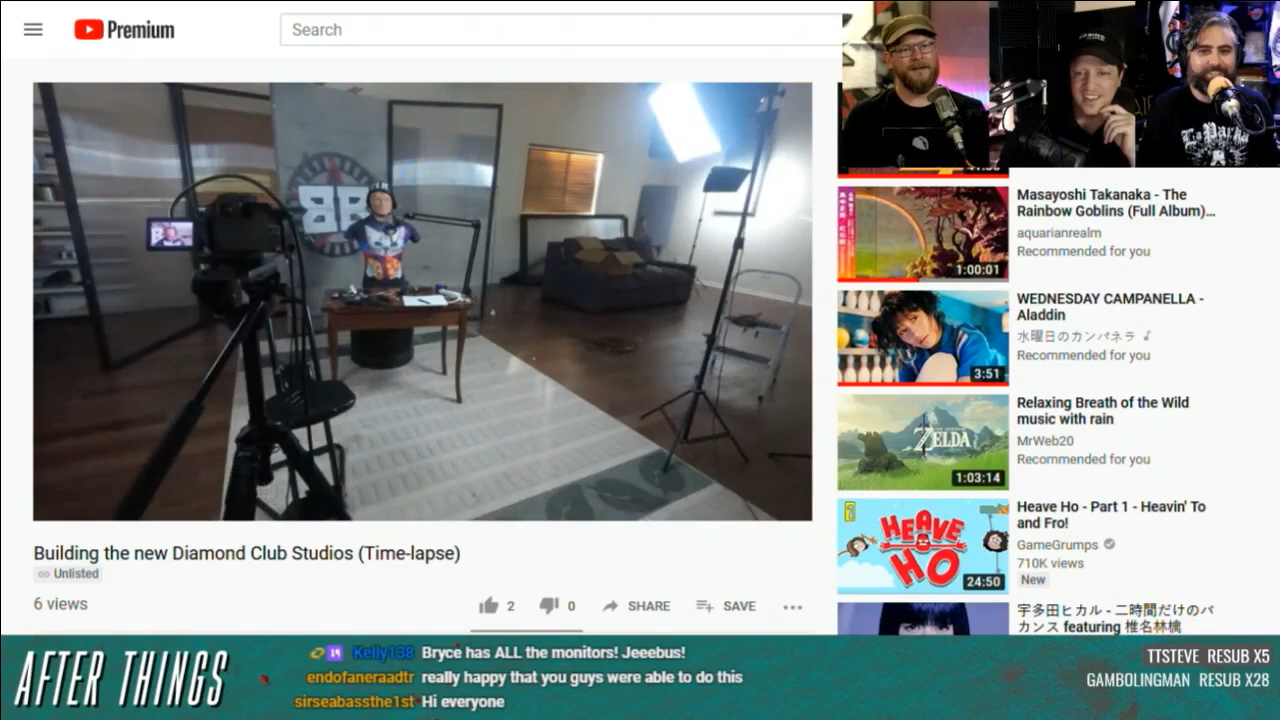 Premium
Search
BB
Building the new Diamond Club Studios (Time-lapse)
Unlisted
6 views
2
0
SHARE
SAVE
Masayoshi Takanaka - The
Rainbow Goblins (Full Album)...
aquarianrealm
Recommended for you
1:00:01
WEDNESDAY CAMPANELLA -
Aladdin
水曜日のカンパネラ
Recommended for you
3:51
Relaxing Breath of the Wild
music with rain
MrWeb20
Recommended for you
ZELDA
1:03:14
Heave Ho - Part 1 - Heavin' To
and Fro!
GameGrumps
710K views
New
HEAVE
HO
24:50
宇多田ヒカル - 二時間だけのバ
カンス featuring 椎名林檎
AFTER THINGS
Kelly138 Bryce has ALL the monitors! Jeeebus!
endofaneraadtr really happy that you guys were able to do this
sirseabassthe1st Hi everyone
TTSTEVE RESUB X5
GAMBOLINGMAN RESUB X28